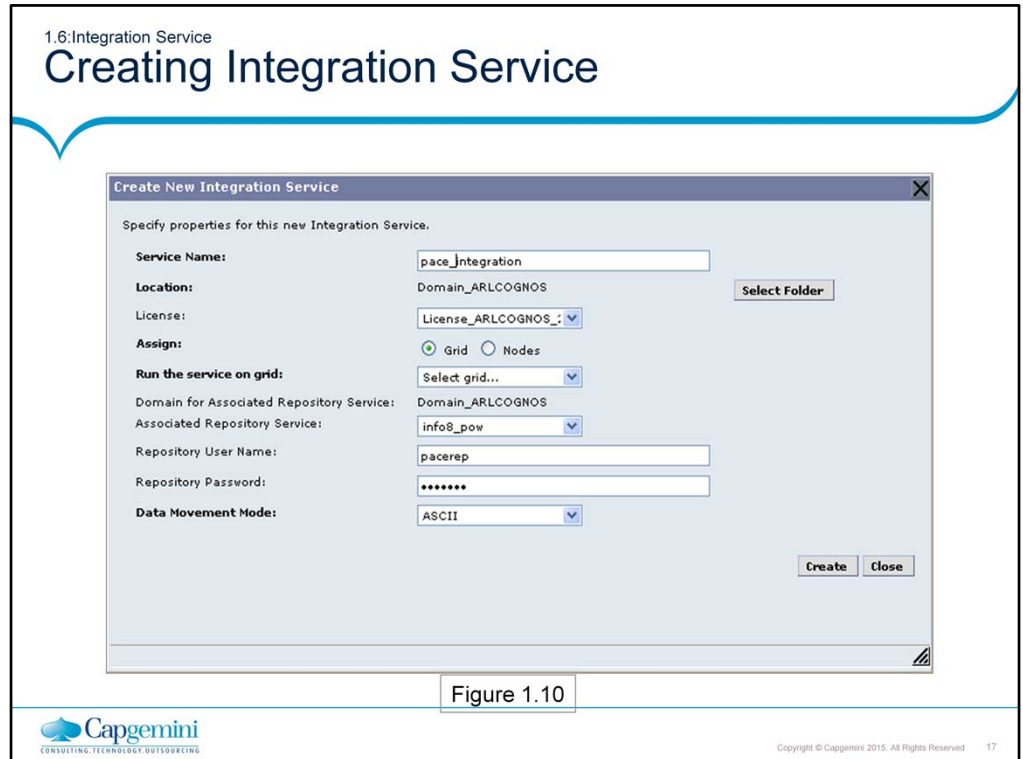 1.6:Integration Service
Creating Integration Service
Create New Integration Service
Specify properties for this new Integration Service.
Service Name: pace_integration
Location: Domain_ARLCOGNOS Select Folder
License: License_ARLCOGNOS_:
Assign: Grid Nodes
Run the service on grid: Select grid...
Domain for Associated Repository Service: Domain_ARLCOGNOS
Associated Repository Service: info8_pow
Repository User Name: pacerep
Repository Password: •••••••
Data Movement Mode: ASCII
Create Close
Figure 1.10
Capgemini
CONSULTING.TECHNOLOGY.OUTSOURCING
Copyright © Capgemini 2015. All Rights Reserved 17